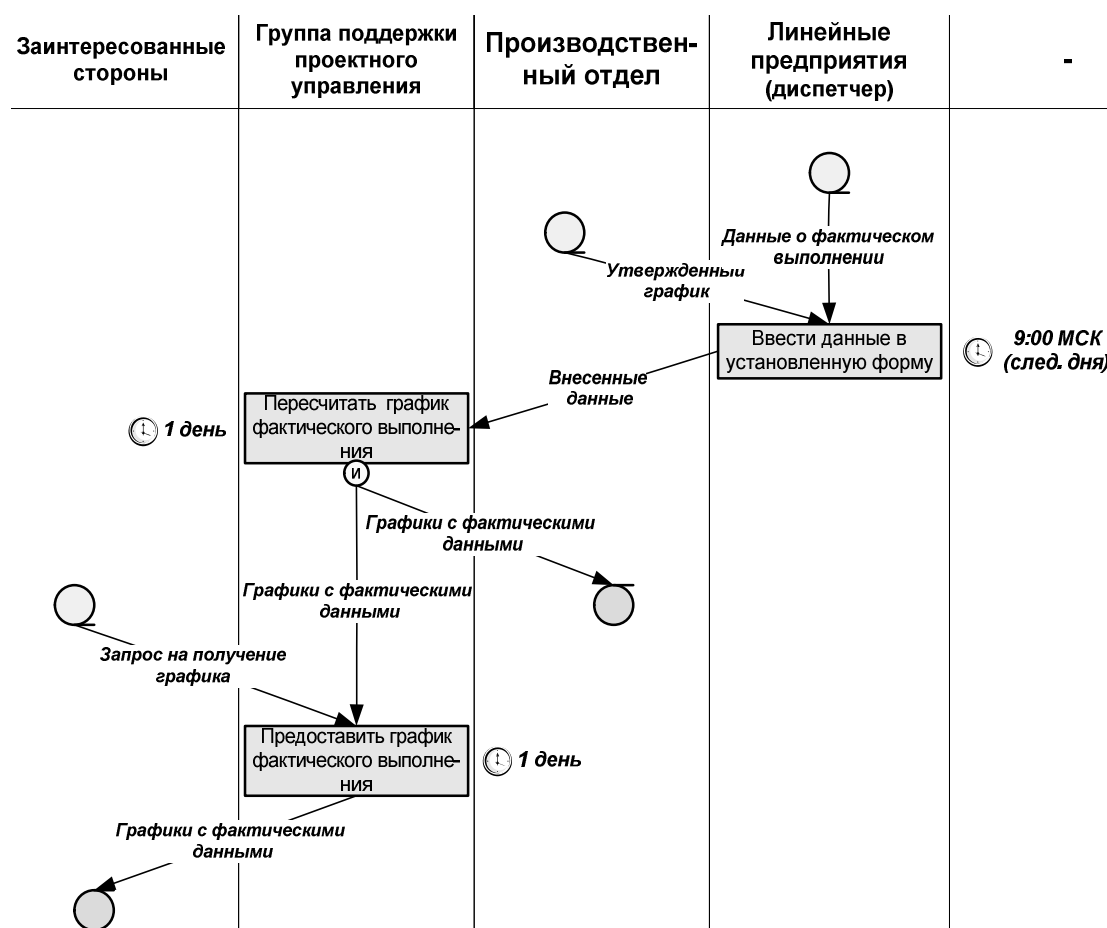 Заинтересованные
стороны
Группа поддержки
проектного
управления
Производствен-
ный отдел
Линейные
предприятия
(диспетчер)
-
Данные о фактическом
выполнении
Утвержденный
график
Ввести данные в
установленную форму
9:00 МСК
(след. дня)
Внесенные
данные
Пересчитать график
фактического выполне-
ния
1 день
и
Графики с фактическими
данными
Графики с фактическими
данными
Запрос на получение
графика
Предоставить график
фактического выполне-
ния
1 день
Графики с фактическими
данными